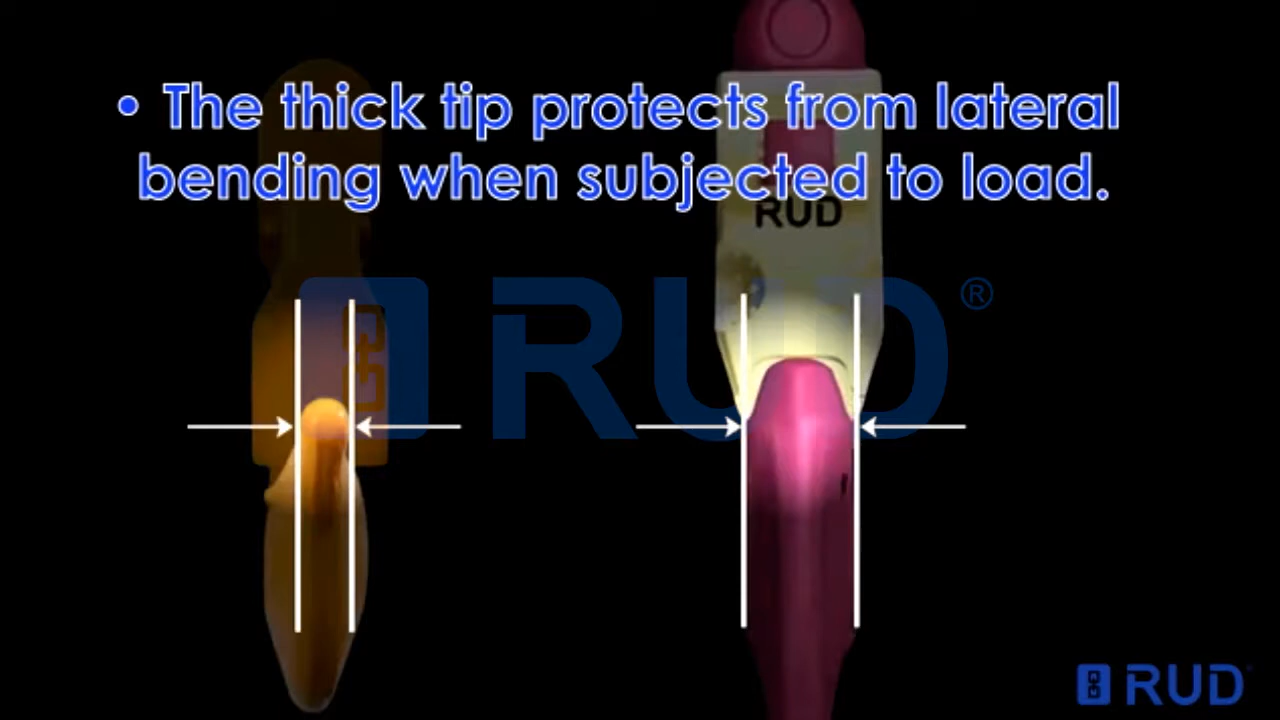 • The thick tip protects from lateral
bending when subjected to load.
RUD
RUD®
RUD